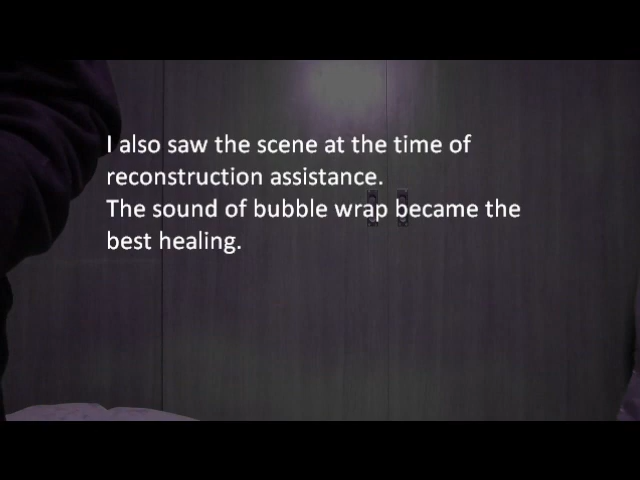 I also saw the scene at the time of
reconstruction assistance.
The sound of bubble wrap became the
best healing.